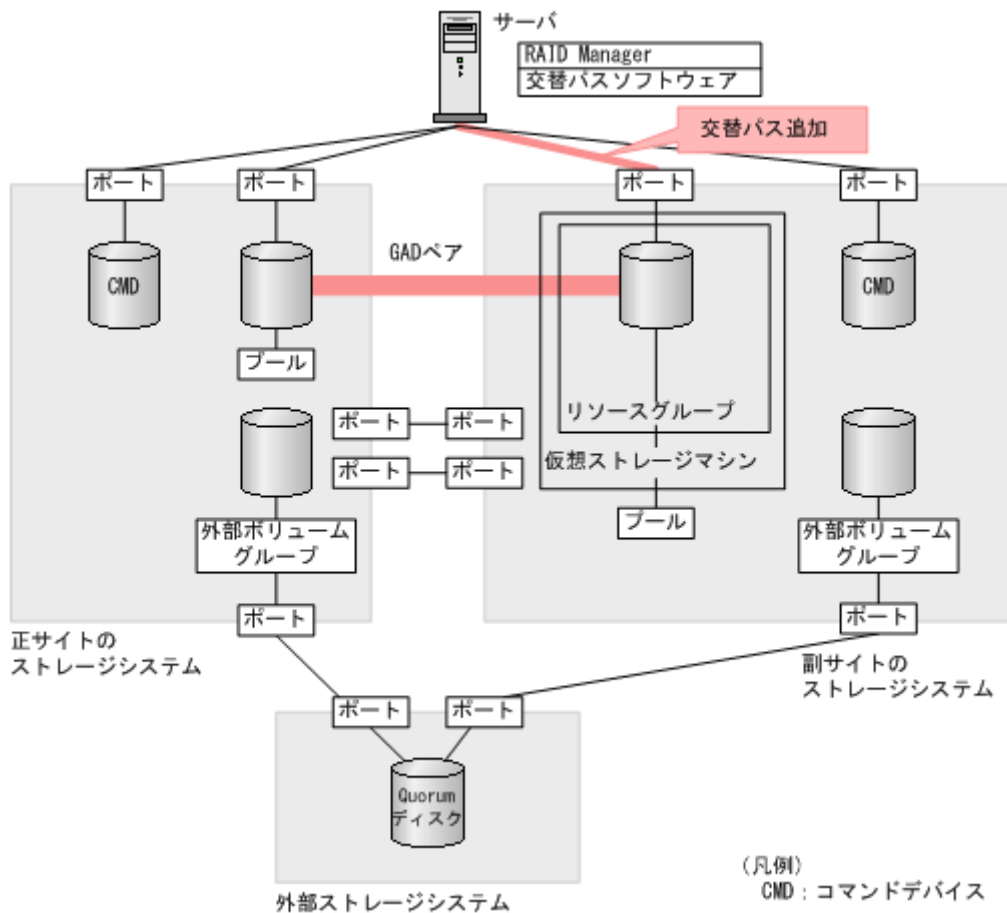 サーバ
RAID Manager
交替パスソフトウェア
交替パス追加
ポート
ポート
ポート
ポート
GADペア
CMD
CMD
プール
リソースグループ
ポート
ポート
仮想ストレージマシン
ポート
ポート
プール
外部ボリューム
グループ
外部ボリューム
グループ
ポート
ポート
正サイトの
ストレージシステム
副サイトの
ストレージシステム
ポート
ポート
Quorum
ディスク
外部ストレージシステム
(凡例)
CMD:コマンドデバイス